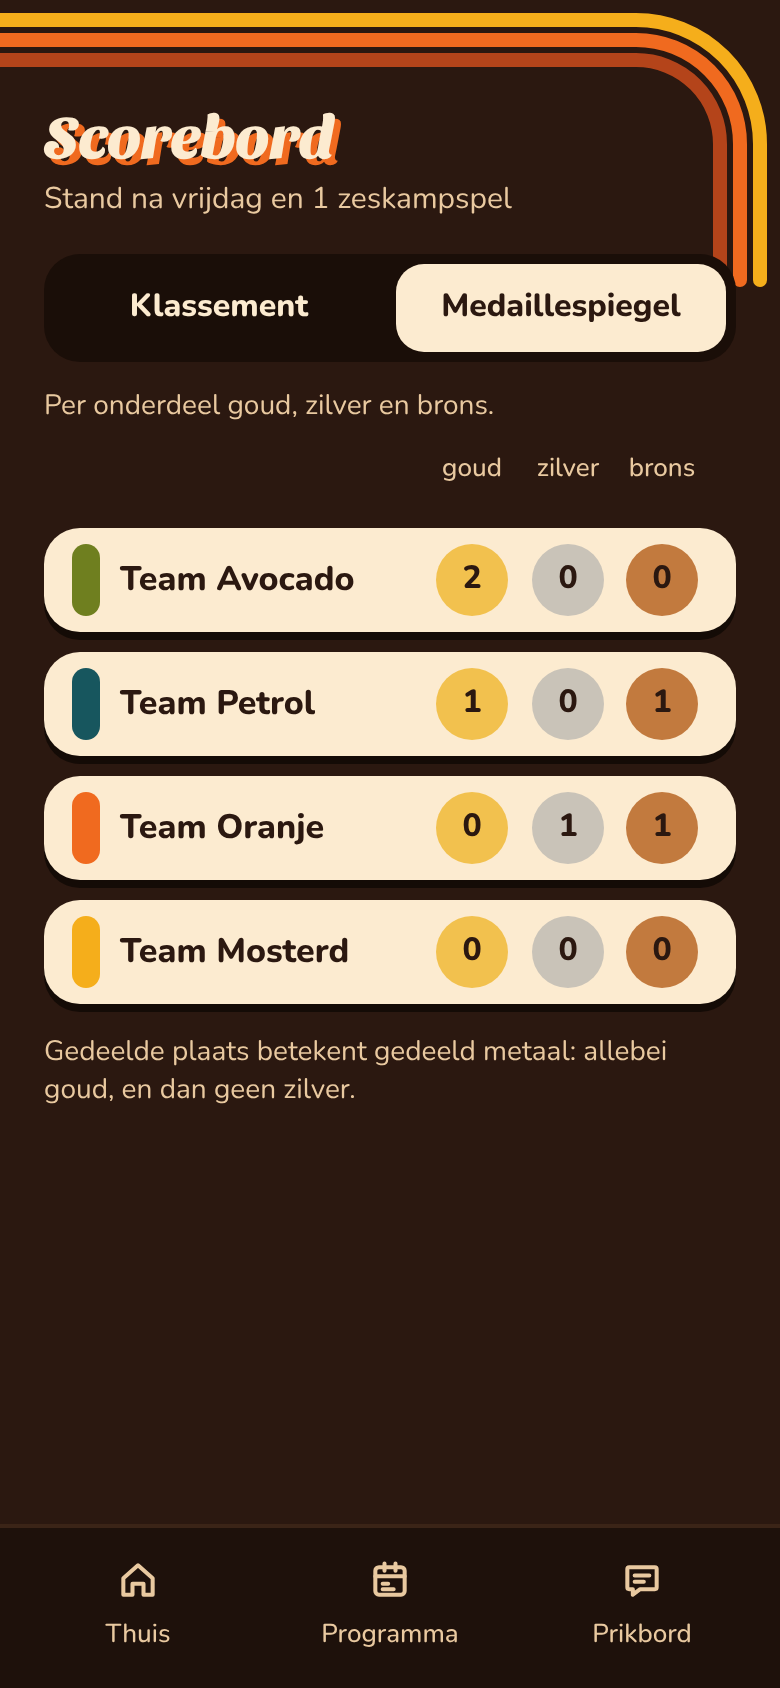 Scorebord
Stand na vrijdag en 1 zeskampspel
Klassement Medaillespiegel
Per onderdeel goud, zilver en brons.
goud zilver brons
Team Avocado 2 0 0
Team Petrol 1 0 1
Team Oranje 0 1 1
Team Mosterd 0 0 0
Gedeelde plaats betekent gedeeld metaal: allebei
goud, en dan geen zilver.
Thuis Programma Prikbord